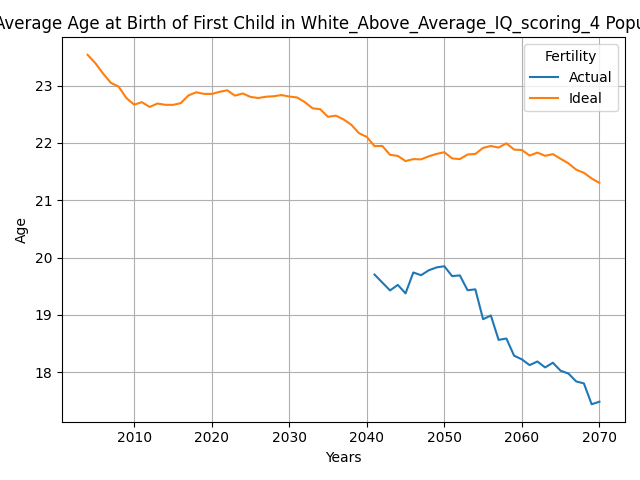 Average Age at Birth of First Child in White_Above_Average_IQ_scoring_4 Popu
Fertility
Actual
Ideal
23
22
21
20
19
18
Age
2010 2020 2030 2040 2050 2060 2070
Years